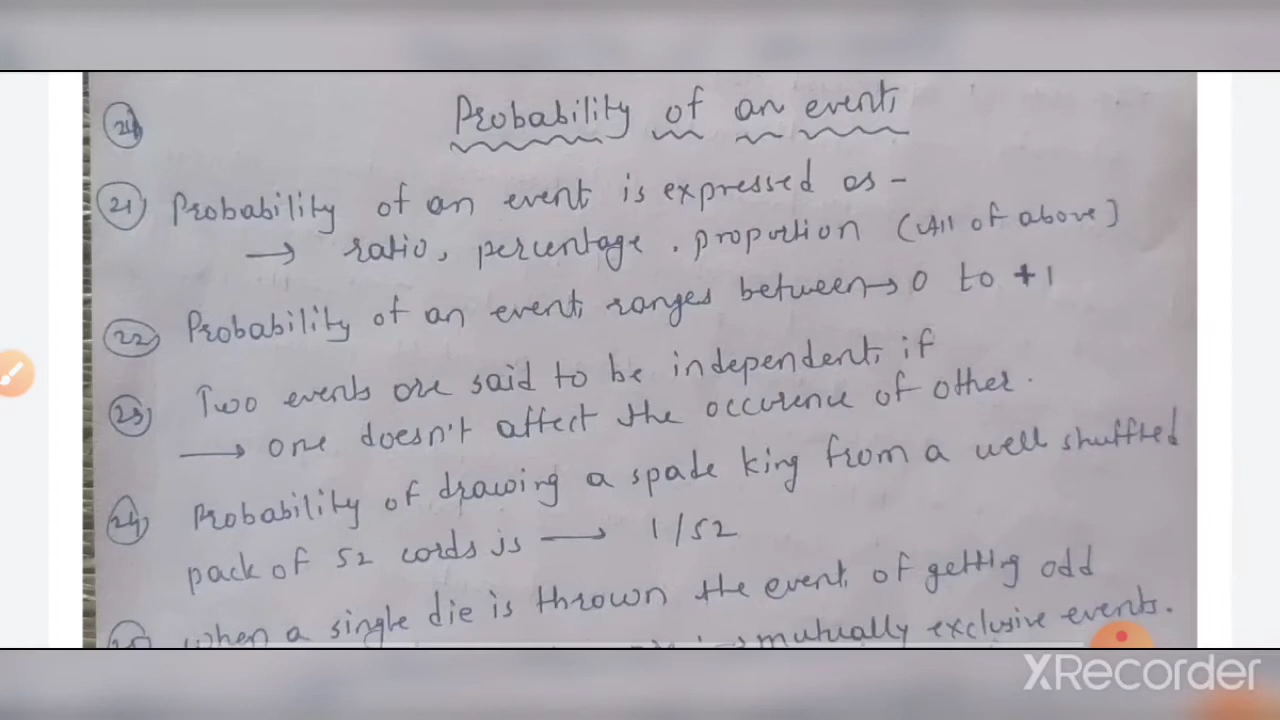 Probability of an event
(21) Probability of an event is expressed as -
→ ratio, percentage, proportion (All of above)
(22) Probability of an event ranges between → 0 to +1
(23) Two events are said to be independent if
→ one doesn't affect the occurence of other.
(24) Probability of drawing a spade king from a well shuffled
pack of 52 cards is → 1/52
when a single die is thrown the event of getting odd
mutually exclusive events.
XRecorder